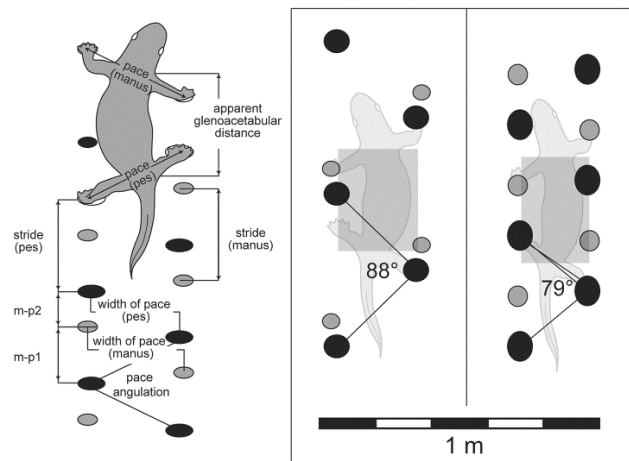 pace
(manus)
apparent
glenoacetabular
distance
pace
(pes)
stride
(pes)
stride
(manus)
m-p2
width of pace
(pes)
m-p1
width of pace
(manus)
pace
angulation
88°
79°
1 m